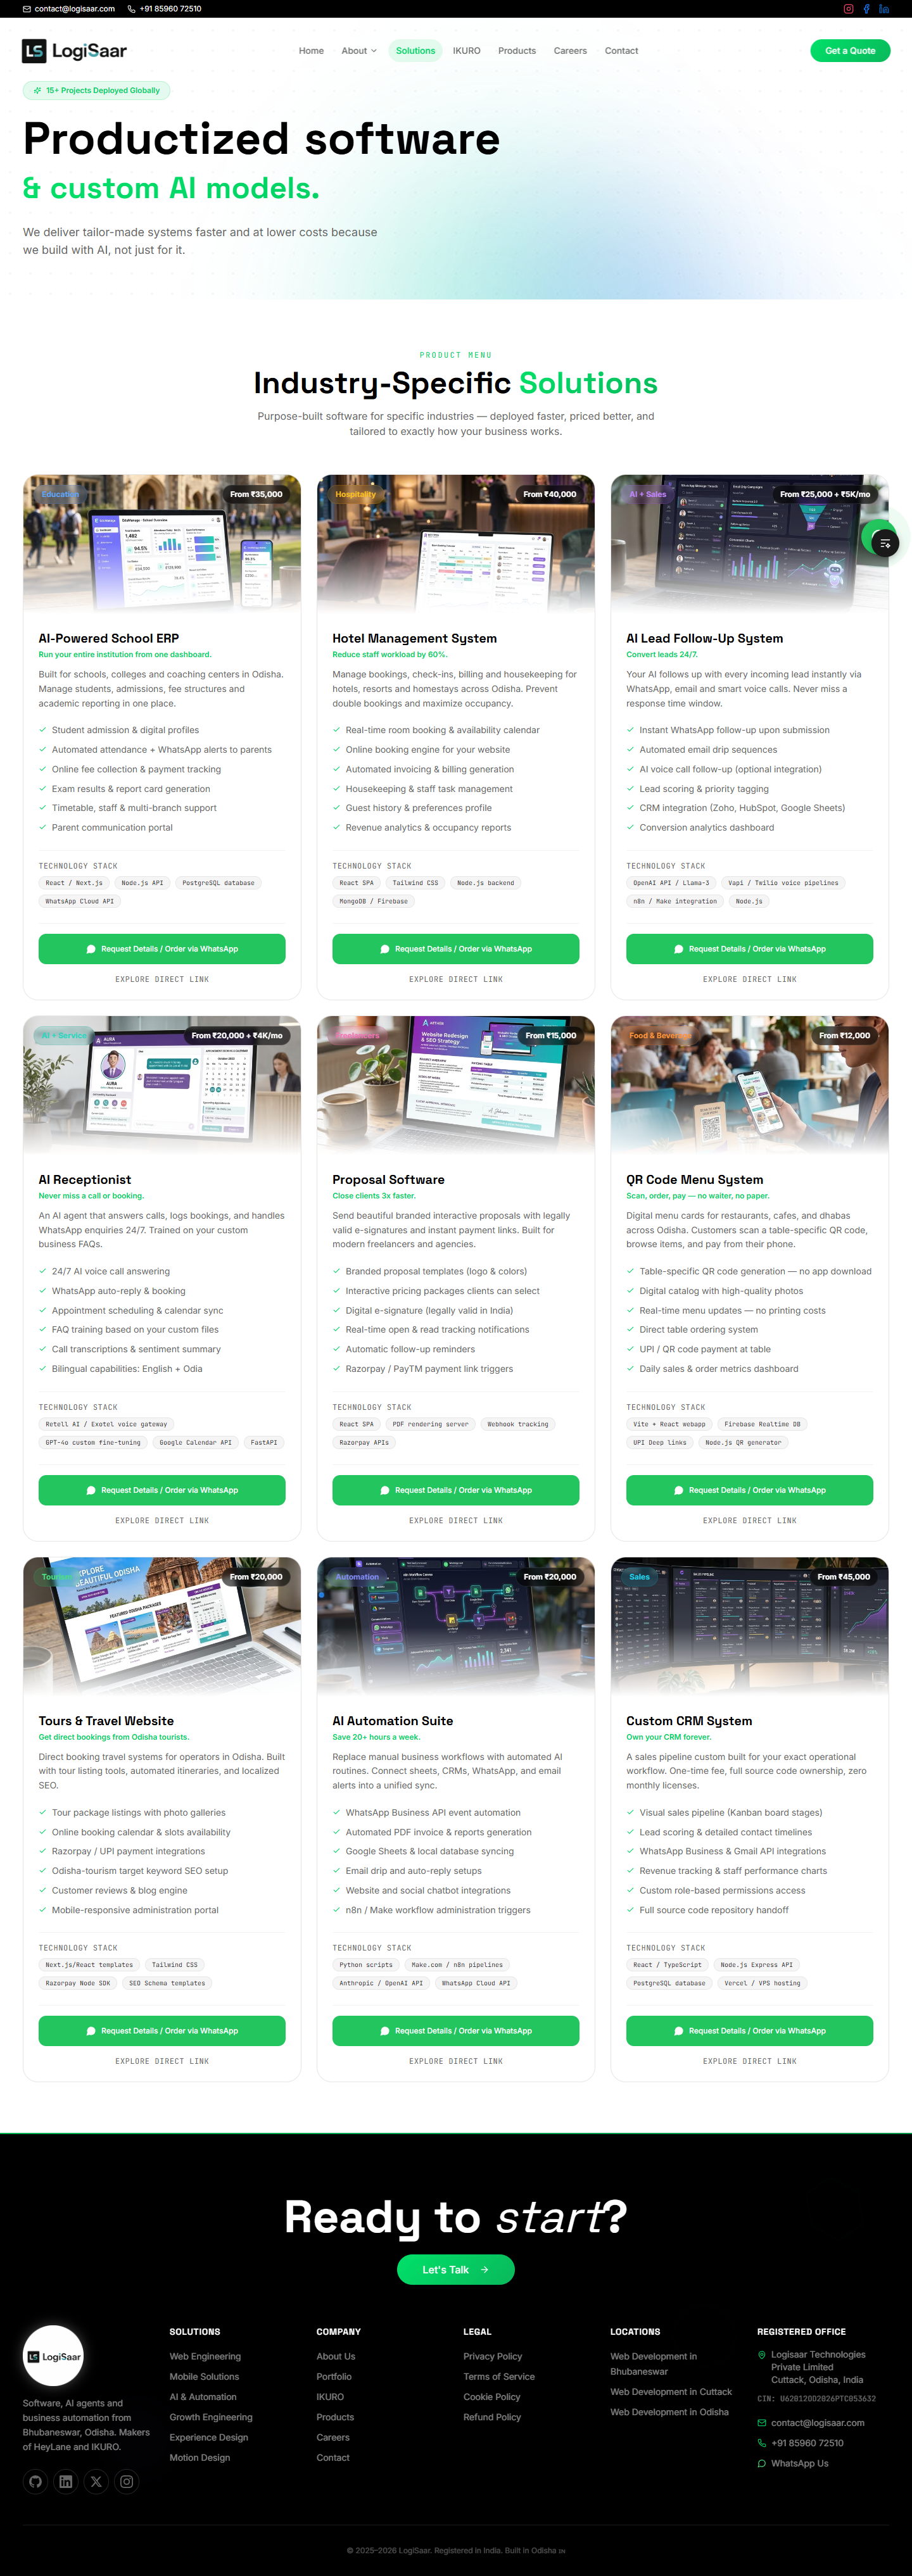 contact@logisaar.com
+91 85960 72510
LS LogiSaar
Home
About
Solutions
IKURO
Products
Careers
Contact
Get a Quote
15+ Projects Deployed Globally
Productized software
& custom AI models.
We deliver tailor-made systems faster and at lower costs because
we build with AI, not just for it.
PRODUCT MENU
Industry-Specific Solutions
Purpose-built software for specific industries — deployed faster, priced better, and
tailored to exactly how your business works.
Education
From ₹35,000
AI-Powered School ERP
Run your entire institution from one dashboard.
Built for schools, colleges and coaching centers in Odisha.
Manage students, admissions, fee structures and
academic reporting in one place.
Student admission & digital profiles
Automated attendance + WhatsApp alerts to parents
Online fee collection & payment tracking
Exam results & report card generation
Timetable, staff & multi-branch support
Parent communication portal
TECHNOLOGY STACK
React / Next.js
Node.js API
PostgreSQL database
WhatsApp Cloud API
Request Details / Order via WhatsApp
EXPLORE DIRECT LINK
Hospitality
From ₹40,000
Hotel Management System
Reduce staff workload by 60%.
Manage bookings, check-ins, billing and housekeeping for
hotels, resorts and homestays across Odisha. Prevent
double bookings and maximize occupancy.
Real-time room booking & availability calendar
Online booking engine for your website
Automated invoicing & billing generation
Housekeeping & staff task management
Guest history & preferences profile
Revenue analytics & occupancy reports
TECHNOLOGY STACK
React SPA
Tailwind CSS
Node.js backend
MongoDB / Firebase
Request Details / Order via WhatsApp
EXPLORE DIRECT LINK
AI + Sales
From ₹25,000 + ₹5K/mo
AI Lead Follow-Up System
Convert leads 24/7.
Your AI follows up with every incoming lead instantly via
WhatsApp, email and smart voice calls. Never miss a
response time window.
Instant WhatsApp follow-up upon submission
Automated email drip sequences
AI voice call follow-up (optional integration)
Lead scoring & priority tagging
CRM integration (Zoho, HubSpot, Google Sheets)
Conversion analytics dashboard
TECHNOLOGY STACK
OpenAI API / Llama-3
Vapi / Twilio voice pipelines
n8n / Make integration
Node.js
Request Details / Order via WhatsApp
EXPLORE DIRECT LINK
AI + Service
From ₹20,000 + ₹4K/mo
AURA
AI Receptionist
Never miss a call or booking.
An AI agent that answers calls, logs bookings, and handles
WhatsApp enquiries 24/7. Trained on your custom
business FAQs.
24/7 AI voice call answering
WhatsApp auto-reply & booking
Appointment scheduling & calendar sync
FAQ training based on your custom files
Call transcriptions & sentiment summary
Bilingual capabilities: English + Odia
TECHNOLOGY STACK
Retell AI / Exotel voice gateway
GPT-4o custom fine-tuning
Google Calendar API
FastAPI
Request Details / Order via WhatsApp
EXPLORE DIRECT LINK
From ₹15,000
Website Redesign
& SEO Strategy
Proposal Software
Close clients 3x faster.
Send beautiful branded interactive proposals with legally
valid e-signatures and instant payment links. Built for
modern freelancers and agencies.
Branded proposal templates (logo & colors)
Interactive pricing packages clients can select
Digital e-signature (legally valid in India)
Real-time open & read tracking notifications
Automatic follow-up reminders
Razorpay / PayTM payment link triggers
TECHNOLOGY STACK
React SPA
PDF rendering server
Webhook tracking
Razorpay APIs
Request Details / Order via WhatsApp
EXPLORE DIRECT LINK
Food & Beverage
From ₹12,000
QR Code Menu System
Scan, order, pay — no waiter, no paper.
Digital menu cards for restaurants, cafes, and dhabas
across Odisha. Customers scan a table-specific QR code,
browse items, and pay from their phone.
Table-specific QR code generation — no app download
Digital catalog with high-quality photos
Real-time menu updates — no printing costs
Direct table ordering system
UPI / QR code payment at table
Daily sales & order metrics dashboard
TECHNOLOGY STACK
Vite + React webapp
Firebase Realtime DB
UPI Deep links
Node.js QR generator
Request Details / Order via WhatsApp
EXPLORE DIRECT LINK
From ₹20,000
FEATURED ODISHA PACKAGES
Tours & Travel Website
Get direct bookings from Odisha tourists.
Direct booking travel systems for operators in Odisha. Built
with tour listing tools, automated itineraries, and localized
SEO.
Tour package listings with photo galleries
Online booking calendar & slots availability
Razorpay / UPI payment integrations
Odisha-tourism target keyword SEO setup
Customer reviews & blog engine
Mobile-responsive administration portal
TECHNOLOGY STACK
Next.js/React templates
Tailwind CSS
Razorpay Node SDK
SEO Schema templates
Request Details / Order via WhatsApp
EXPLORE DIRECT LINK
Automation
From ₹20,000
AI Automation Suite
Save 20+ hours a week.
Replace manual business workflows with automated AI
routines. Connect sheets, CRMs, WhatsApp, and email
alerts into a unified sync.
WhatsApp Business API event automation
Automated PDF invoice & reports generation
Google Sheets & local database syncing
Email drip and auto-reply setups
Website and social chatbot integrations
n8n / Make workflow administration triggers
TECHNOLOGY STACK
Python scripts
Make.com / n8n pipelines
Anthropic / OpenAI API
WhatsApp Cloud API
Request Details / Order via WhatsApp
EXPLORE DIRECT LINK
Sales
From ₹45,000
Custom CRM System
Own your CRM forever.
A sales pipeline custom built for your exact operational
workflow. One-time fee, full source code ownership, zero
monthly licenses.
Visual sales pipeline (Kanban board stages)
Lead scoring & detailed contact timelines
WhatsApp Business & Gmail API integrations
Revenue tracking & staff performance charts
Custom role-based permissions access
Full source code repository handoff
TECHNOLOGY STACK
React / TypeScript
Node.js Express API
PostgreSQL database
Vercel / VPS hosting
Request Details / Order via WhatsApp
EXPLORE DIRECT LINK
Ready to start?
Let's Talk
LS LogiSaar
Software, AI agents and
business automation from
Bhubaneswar, Odisha. Makers
of HeyLane and IKURO.
SOLUTIONS
Web Engineering
Mobile Solutions
AI & Automation
Growth Engineering
Experience Design
Motion Design
COMPANY
About Us
Portfolio
IKURO
Products
Careers
Contact
LEGAL
Privacy Policy
Terms of Service
Cookie Policy
Refund Policy
LOCATIONS
Web Development in
Bhubaneswar
Web Development in Cuttack
Web Development in Odisha
REGISTERED OFFICE
Logisaar Technologies
Private Limited
Cuttack, Odisha, India
CIN: U62012OD2026PTC053632
contact@logisaar.com
+91 85960 72510
WhatsApp Us
© 2025–2026 LogiSaar. Registered in India. Built in Odisha IN